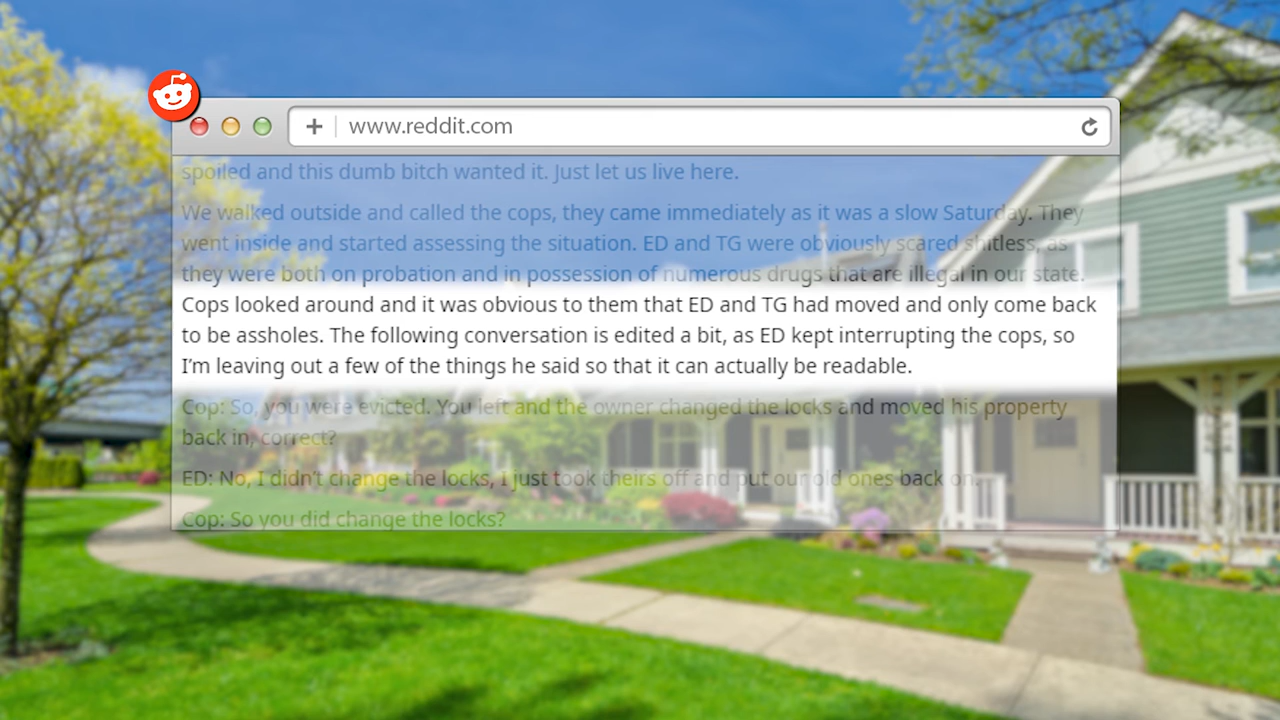 www.reddit.com
spoiled and this dumb bitch wanted it. Just let us live here.
We walked outside and called the cops, they came immediately as it was a slow Saturday. They
went inside and started assessing the situation. ED and TG were obviously scared shitless, as
they were both on probation and in possession of numerous drugs that are illegal in our state.
Cops looked around and it was obvious to them that ED and TG had moved and only come back
to be assholes. The following conversation is edited a bit, as ED kept interrupting the cops, so
I'm leaving out a few of the things he said so that it can actually be readable.
Cop: So, you were evicted. You left and the owner changed the locks and moved his property
back in, correct?
ED: No, I didn't change the locks, I just took theirs off and put our old ones back on.
Cop: So you did change the locks?